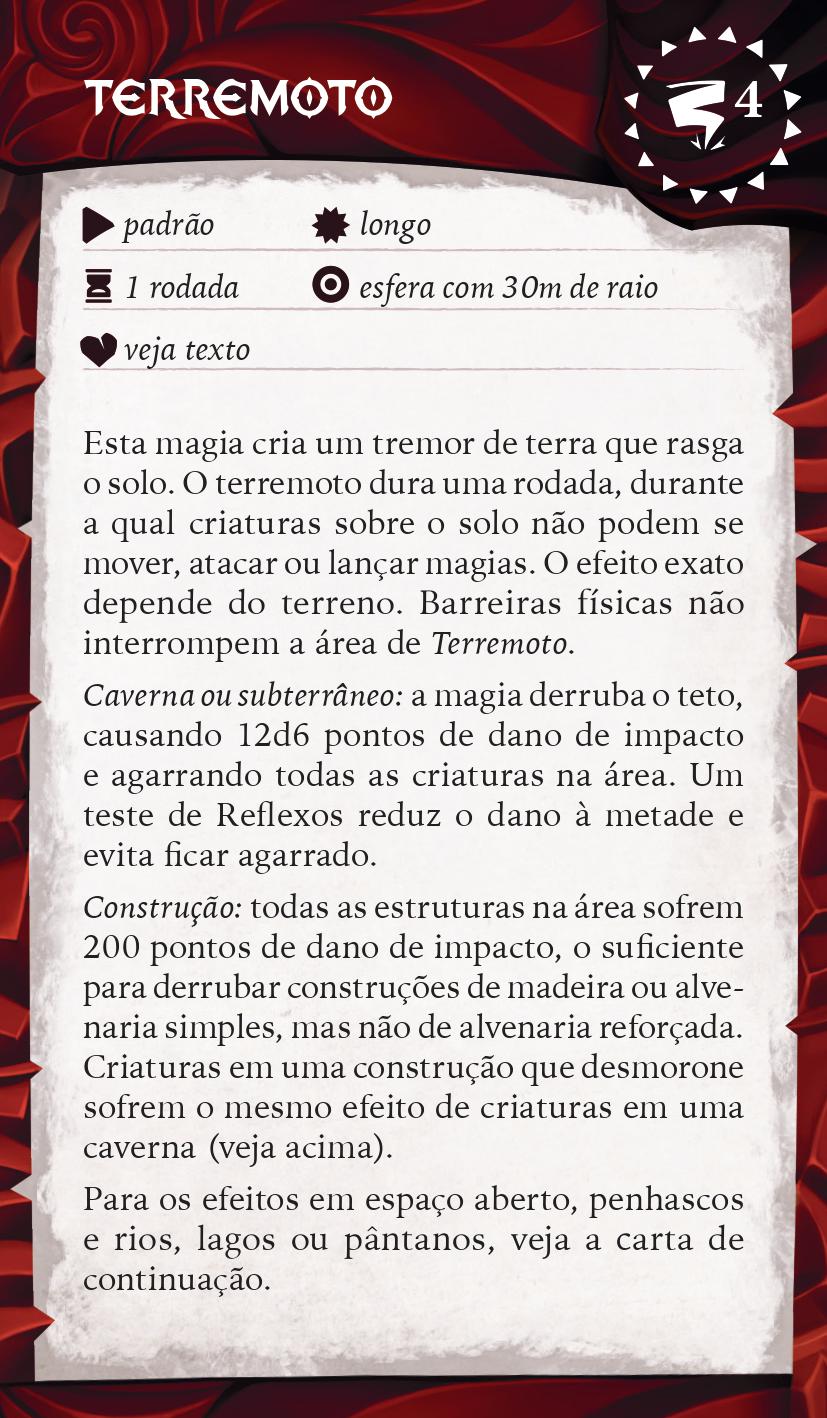 TERREMOTO
4
padrão longo
1 rodada esfera com 30m de raio
veja texto
Esta magia cria um tremor de terra que rasga
o solo. O terremoto dura uma rodada, durante
a qual criaturas sobre o solo não podem se
mover, atacar ou lançar magias. O efeito exato
depende do terreno. Barreiras físicas não
interrompem a área de Terremoto.
Caverna ou subterrâneo: a magia derruba o teto,
causando 12d6 pontos de dano de impacto
e agarrando todas as criaturas na área. Um
teste de Reflexos reduz o dano à metade e
evita ficar agarrado.
Construção: todas as estruturas na área sofrem
200 pontos de dano de impacto, o suficiente
para derrubar construções de madeira ou alve-
naria simples, mas não de alvenaria reforçada.
Criaturas em uma construção que desmorone
sofrem o mesmo efeito de criaturas em uma
caverna (veja acima).
Para os efeitos em espaço aberto, penhascos
e rios, lagos ou pântanos, veja a carta de
continuação.